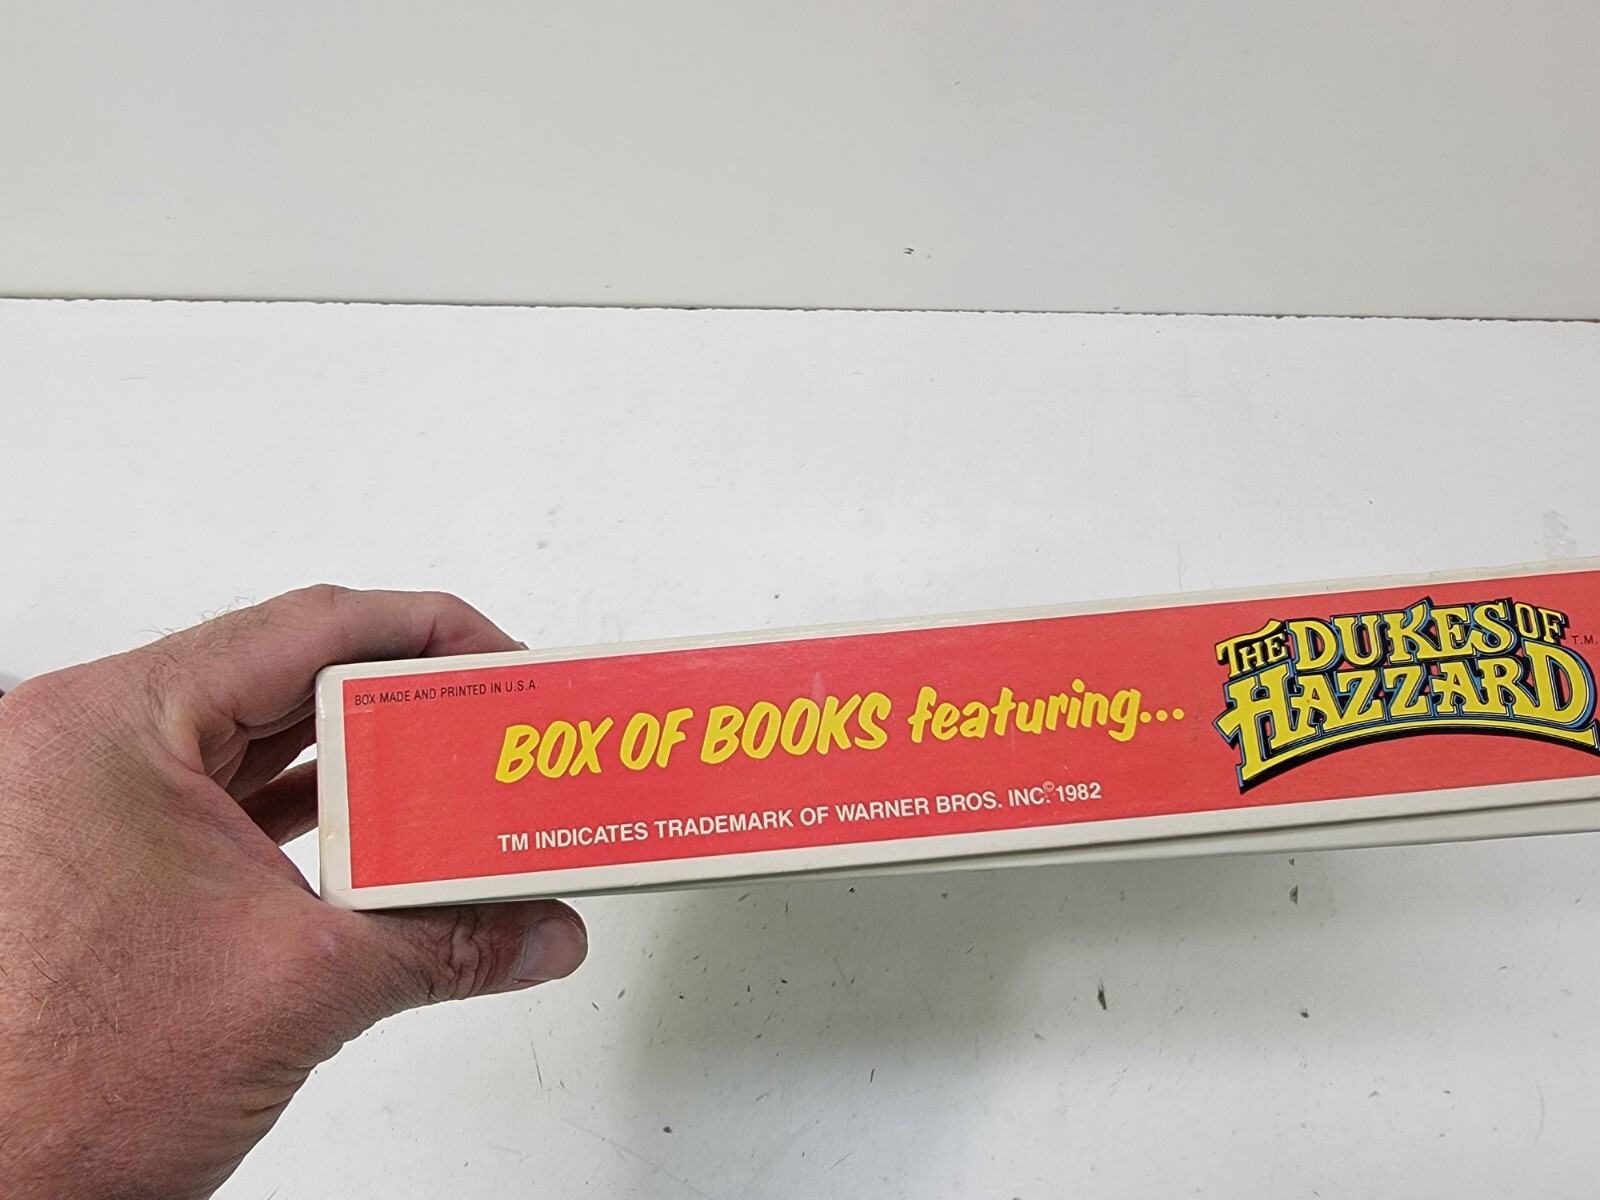 BOX MADE AND PRINTED IN U.S.A.
BOX OF BOOKS featuring...
THE DUKES OF
HAZZARD
T.M.
TM INDICATES TRADEMARK OF WARNER BROS. INC.© 1982